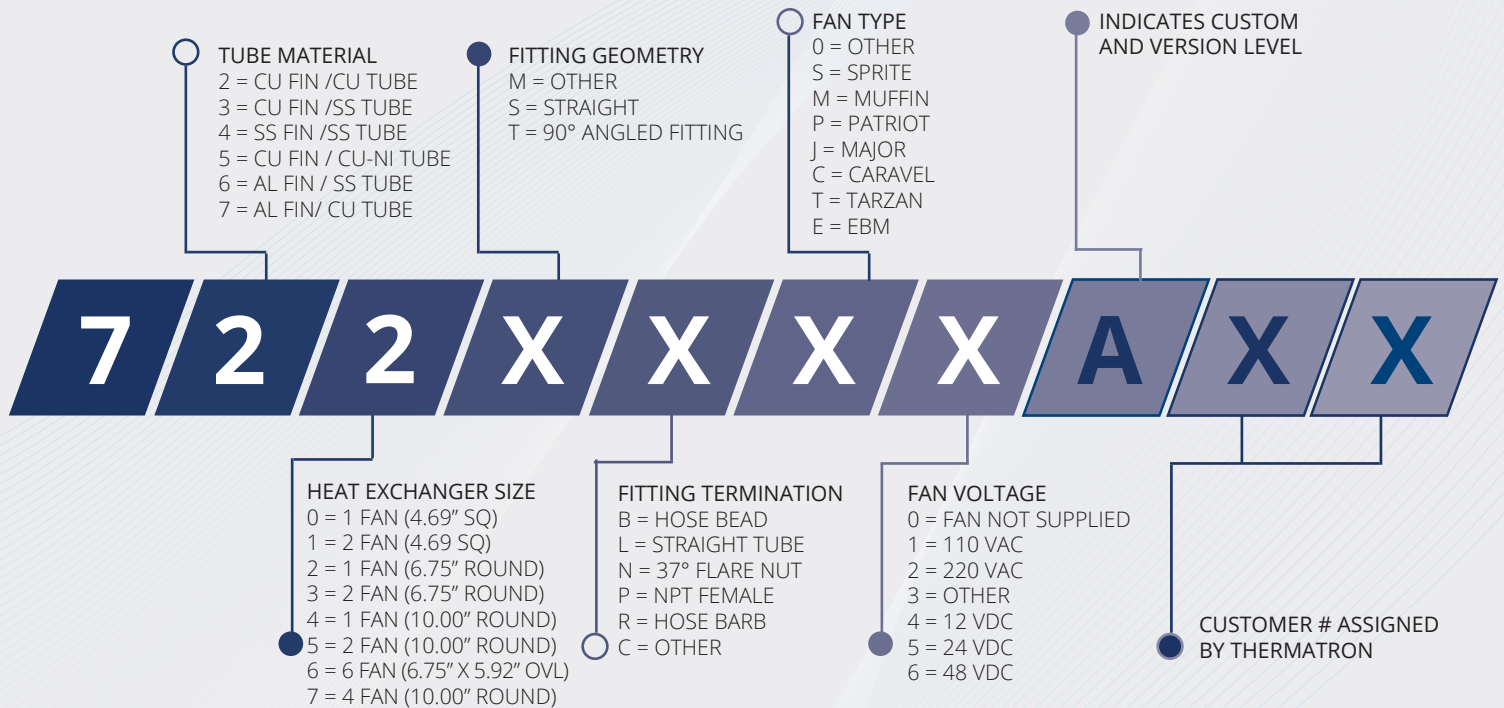 TUBE MATERIAL
2 = CU FIN /CU TUBE
3 = CU FIN /SS TUBE
4 = SS FIN /SS TUBE
5 = CU FIN / CU-NI TUBE
6 = AL FIN / SS TUBE
7 = AL FIN/ CU TUBE
FITTING GEOMETRY
M = OTHER
S = STRAIGHT
T = 90° ANGLED FITTING
FAN TYPE
0 = OTHER
S = SPRITE
M = MUFFIN
P = PATRIOT
J = MAJOR
C = CARAVEL
T = TARZAN
E = EBM
INDICATES CUSTOM
AND VERSION LEVEL
7 2 2 X X X X A X X
HEAT EXCHANGER SIZE
0 = 1 FAN (4.69” SQ)
1 = 2 FAN (4.69 SQ)
2 = 1 FAN (6.75” ROUND)
3 = 2 FAN (6.75” ROUND)
4 = 1 FAN (10.00” ROUND)
5 = 2 FAN (10.00” ROUND)
6 = 6 FAN (6.75” X 5.92” OVL)
7 = 4 FAN (10.00” ROUND)
FITTING TERMINATION
B = HOSE BEAD
L = STRAIGHT TUBE
N = 37° FLARE NUT
P = NPT FEMALE
R = HOSE BARB
C = OTHER
FAN VOLTAGE
0 = FAN NOT SUPPLIED
1 = 110 VAC
2 = 220 VAC
3 = OTHER
4 = 12 VDC
5 = 24 VDC
6 = 48 VDC
CUSTOMER # ASSIGNED
BY THERMATRON